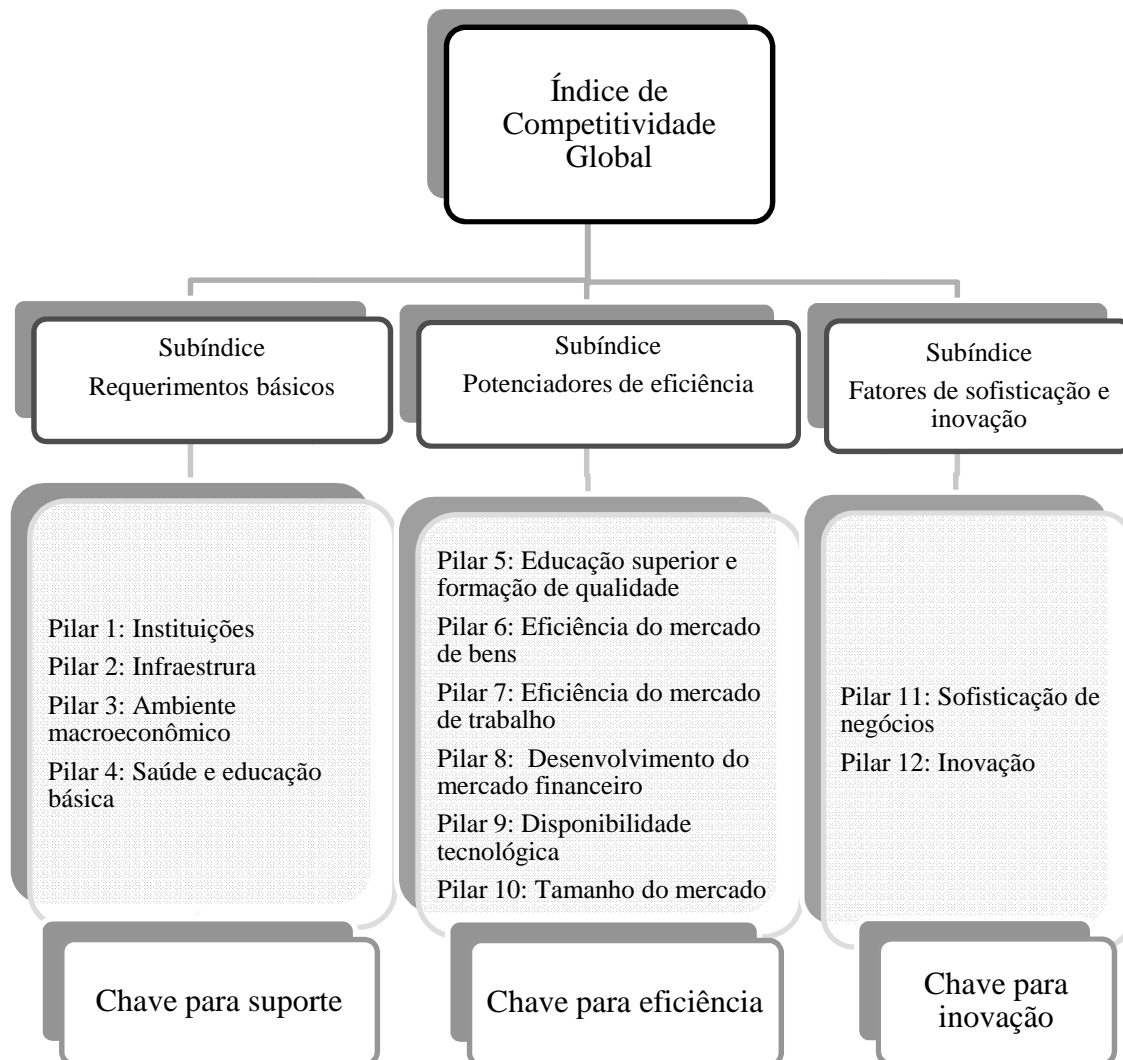 Índice de
Competitividade
Global
Subíndice
Requerimentos básicos
Subíndice
Potenciadores de eficiência
Subíndice
Fatores de sofisticação e
inovação
Pilar 1: Instituições
Pilar 2: Infraestrura
Pilar 3: Ambiente
macroeconômico
Pilar 4: Saúde e educação
básica
Pilar 5: Educação superior e
formação de qualidade
Pilar 6: Eficiência do mercado
de bens
Pilar 7: Eficiência do mercado
de trabalho
Pilar 8:  Desenvolvimento do
mercado financeiro
Pilar 9: Disponibilidade
tecnológica
Pilar 10: Tamanho do mercado
Pilar 11: Sofisticação de
negócios
Pilar 12: Inovação
Chave para suporte
Chave para eficiência
Chave para
inovação